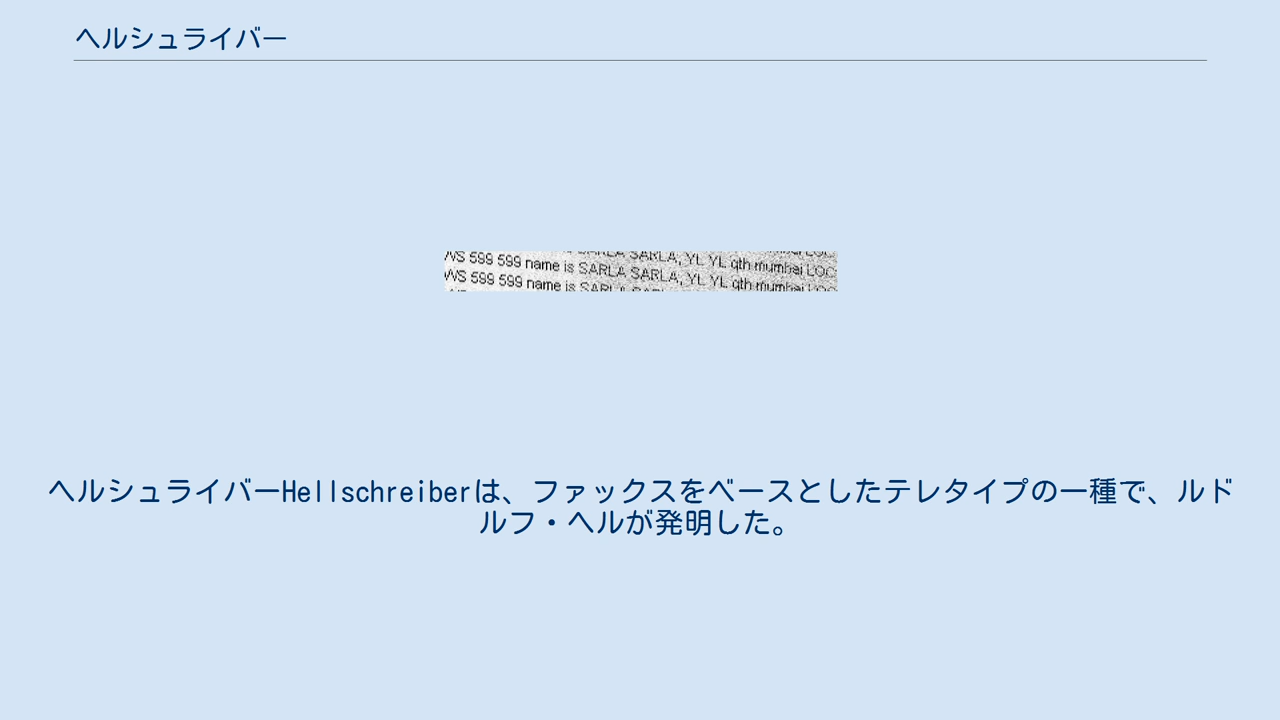 ヘルシュライバー
WS 599 599 name is SARLA SARLA, YL YL qth mumbai LOC
WS 599 599 name is SARLA SARLA, YL YL qth mumbai LOC
ヘルシュライバーHellschreiberは、ファックスをベースとしたテレタイプの一種で、ルド
ルフ・ヘルが発明した。